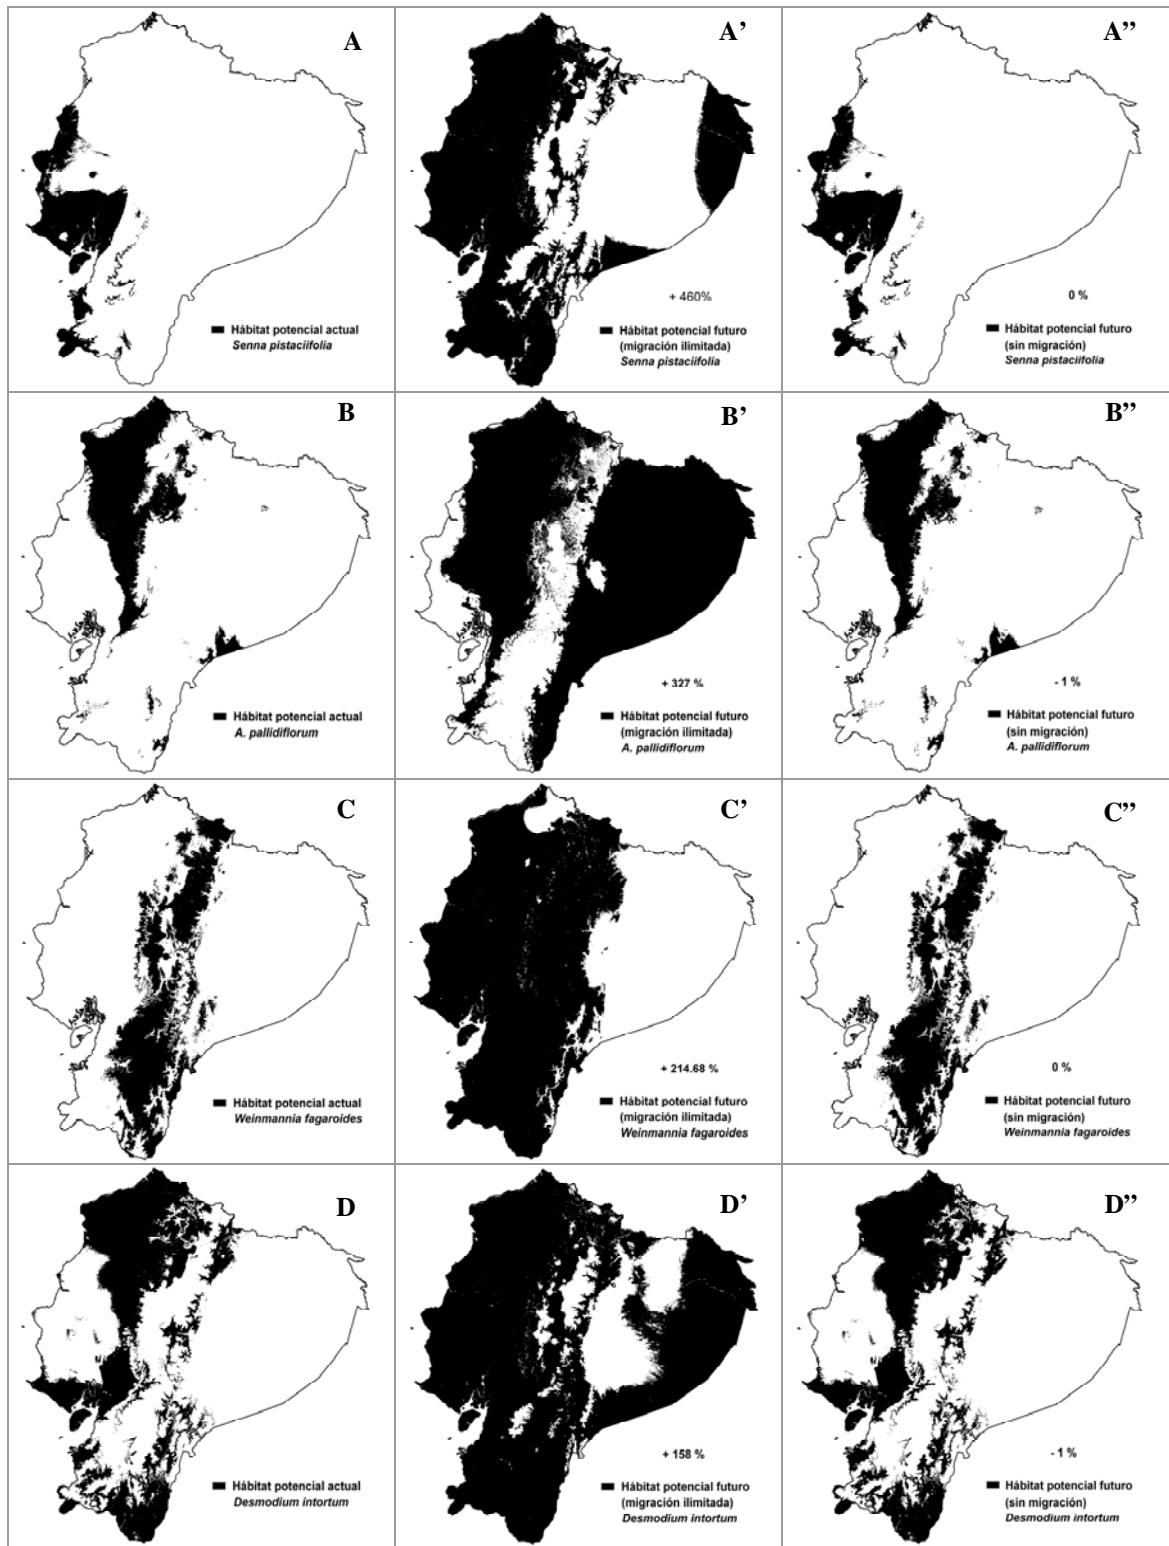 A
Hábitat potencial actual
Senna pistaciifolia
A’
+ 460%
Hábitat potencial futuro
(migración ilimitada)
Senna pistaciifolia
A’’
0 %
Hábitat potencial futuro
(sin migración)
Senna pistaciifolia
B
Hábitat potencial actual
A. pallidiflorum
B’
+ 327 %
Hábitat potencial futuro
(migración ilimitada)
A. pallidiflorum
B’’
- 1 %
Hábitat potencial futuro
(sin migración)
A. pallidiflorum
C
Hábitat potencial actual
Weinmannia fagaroides
C’
+ 214.68 %
Hábitat potencial futuro
(migración ilimitada)
Weinmannia fagaroides
C’’
0 %
Hábitat potencial futuro
(sin migración)
Weinmannia fagaroides
D
Hábitat potencial actual
Desmodium intortum
D’
+ 158 %
Hábitat potencial futuro
(migración ilimitada)
Desmodium intortum
D’’
- 1 %
Hábitat potencial futuro
(sin migración)
Desmodium intortum